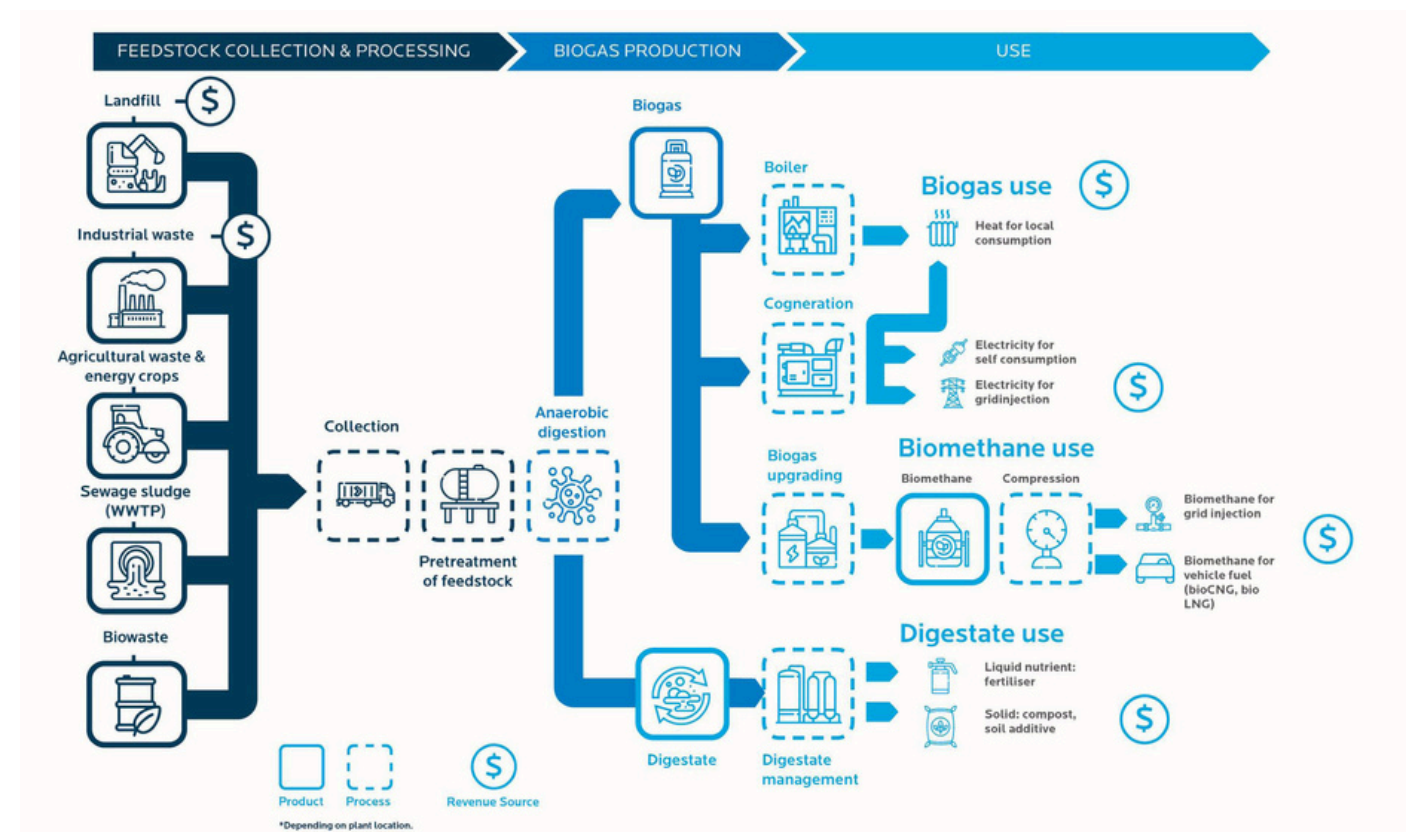 FEEDSTOCK COLLECTION & PROCESSING
BIOGAS PRODUCTION
USE
Landfill
$
Industrial waste
$
Agricultural waste &
energy crops
Sewage sludge
(WWTP)
Biowaste
Collection
Pretreatment
of feedstock
Anaerobic
digestion
Biogas
Boiler
Cogneration
Biogas
upgrading
Digestate
Digestate
management
Biogas use
$
Heat for local
consumption
Electricity for
self consumption
Electricity for
gridinjection
$
Biomethane use
Biomethane
Compression
Biomethane for
grid injection
Biomethane for
vehicle fuel
(bioCNG, bio
LNG)
$
Digestate use
Liquid nutrient:
fertiliser
Solid: compost,
soil additive
$
Product
Process
$
Revenue Source
*Depending on plant location.